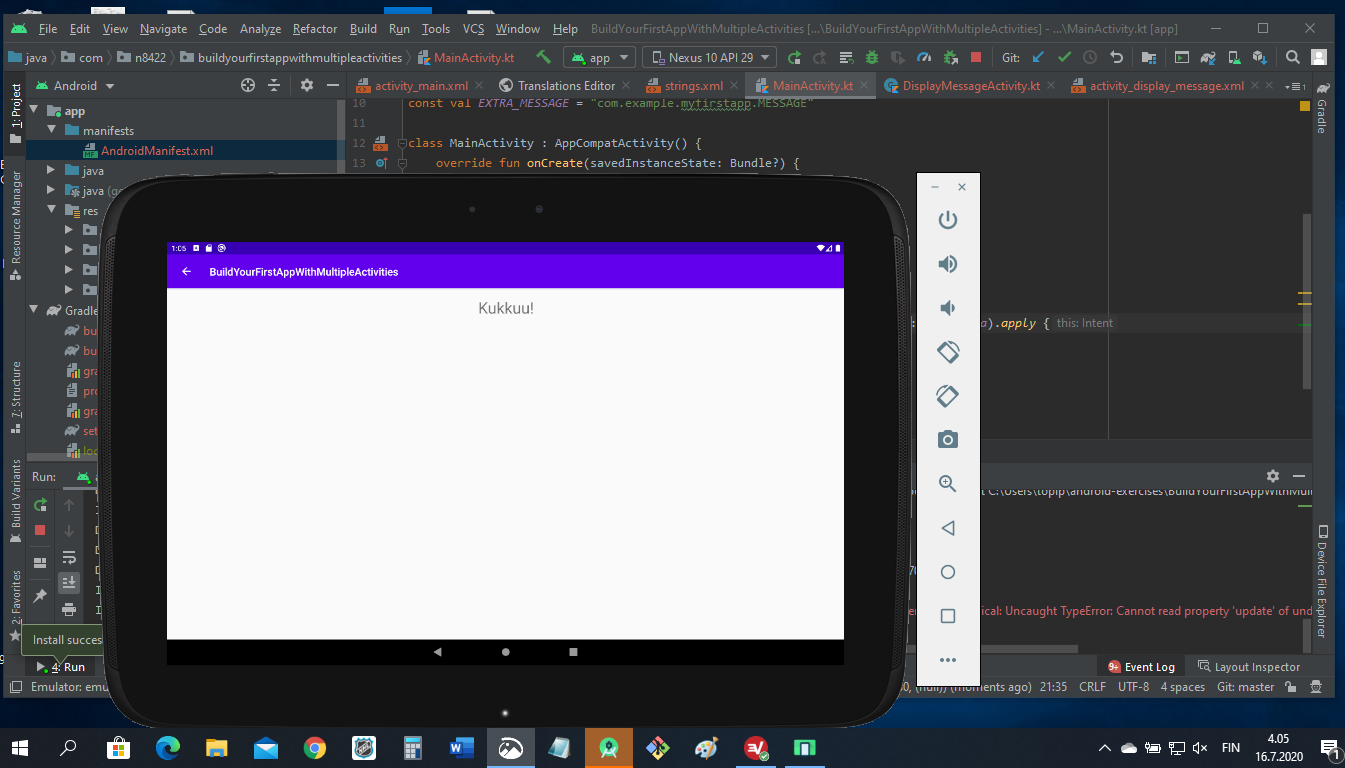 File Edit View Navigate Code Analyze Refactor Build Run Tools VCS Window Help BuildYourFirstAppWithMultipleActivities [...\BuildYourFirstAppWithMultipleActivities] - ...\MainActivity.kt [app]
java com n8422 buildyourfirstappwithmultipleactivities MainActivity.kt app Nexus 10 API 29 Git:
1: Project
Resource Manager
7: Structure
Build Variants
2: Favorites
Android
app
manifests
AndroidManifest.xml
java
java
res
Gradle
bu
bu
gra
pro
gra
set
loc
activity_main.xml Translations Editor strings.xml MainActivity.kt DisplayMessageActivity.kt activity_display_message.xml
10 const val EXTRA_MESSAGE = "com.example.myfirstapp.MESSAGE"
11
12 class MainActivity : AppCompatActivity() {
13 override fun onCreate(savedInstanceState: Bundle?) {
a).apply { this: Intent
Gradle
Device File Explorer
1:05
BuildYourFirstAppWithMultipleActivities
Kukkuu!
Run:
t C:\Users\topip\android-exercises\BuildYourFirstAppWithMul
ical: Uncaught TypeError: Cannot read property 'update' of und
Install succes
4: Run
9+ Event Log Layout Inspector
Emulator: emu
0, (null)) (moments ago) 21:35 CRLF UTF-8 4 spaces Git: master
FIN
4.05
16.7.2020
1